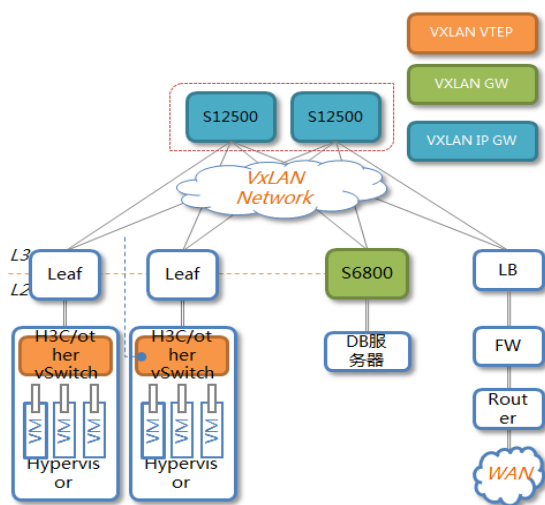 VXLAN VTEP
VXLAN GW
S12500
S12500
VXLAN IP GW
VxLAN
Network
L3
L2
Leaf
Leaf
S6800
LB
H3C/ot
her
vSwitch
H3C/ot
her
vSwitch
DB服
务器
FW
VM
VM
VM
VM
VM
VM
Rout
er
Hypervis
or
Hypervis
or
WAN